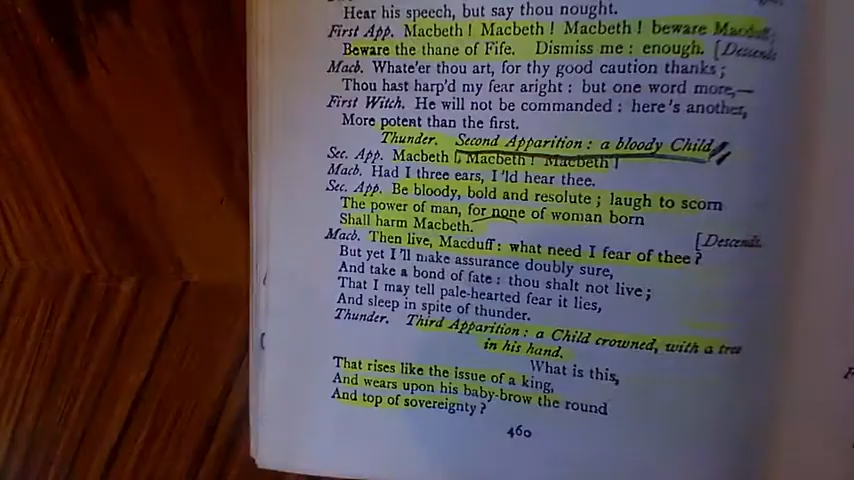 Hear his speech, but say thou nought.
First App. Macbeth ! Macbeth ! Macbeth ! beware Macduff;
Beware the thane of Fife. Dismiss me : enough. [Descends
Macb. Whate'er thou art, for thy good caution thanks ;
Thou hast harp'd my fear aright : but one word more,—
First Witch. He will not be commanded : here's another,
More potent than the first.
Thunder. Second Apparition : a bloody Child.
Sec. App. Macbeth ! Macbeth ! Macbeth !
Macb. Had I three ears, I'ld hear thee.
Sec. App. Be bloody, bold and resolute ; laugh to scorn
The power of man, for none of woman born
Shall harm Macbeth. [Descends.
Macb. Then live, Macduff : what need I fear of thee ?
But yet I'll make assurance doubly sure,
And take a bond of fate : thou shalt not live ;
That I may tell pale-hearted fear it lies,
And sleep in spite of thunder.
Thunder. Third Apparition : a Child crowned, with a tree
in his hand.
What is this,
That rises like the issue of a king,
And wears upon his baby-brow the round
And top of sovereignty ?
460